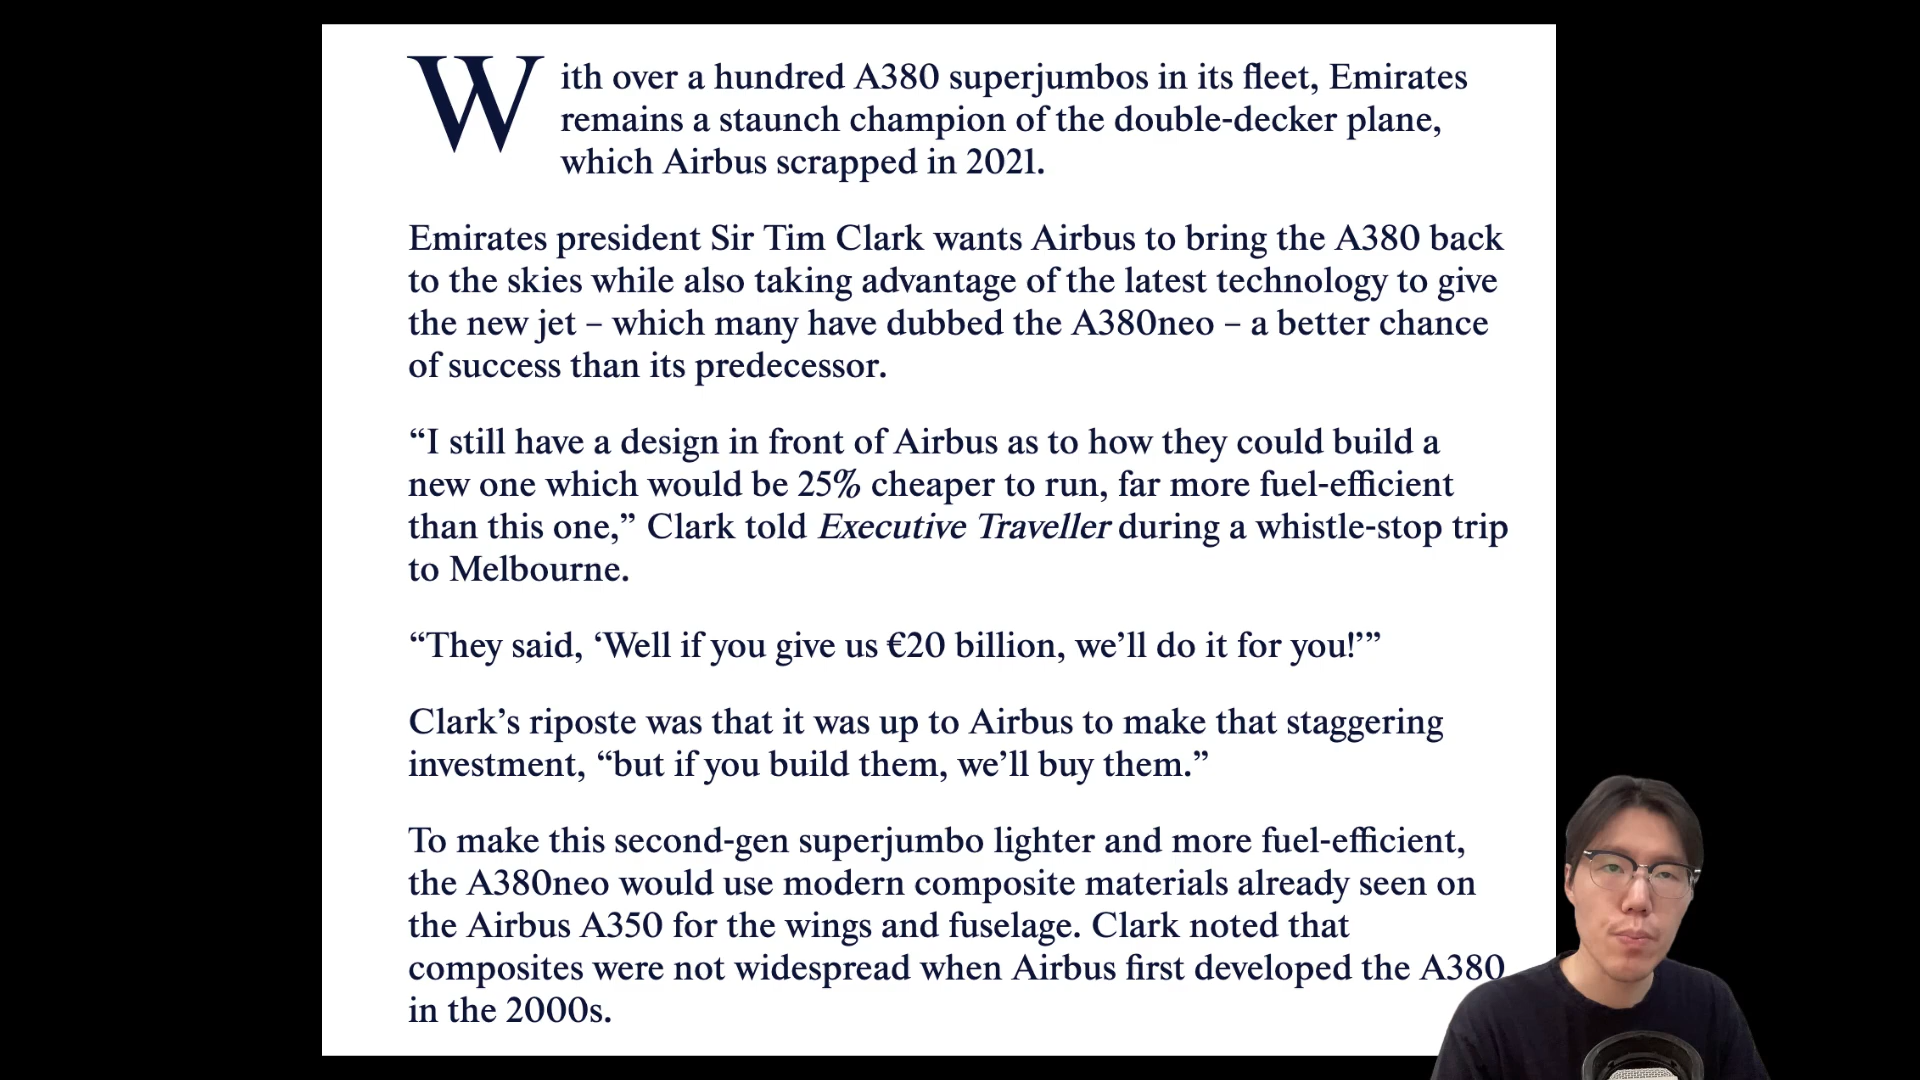 With over a hundred A380 superjumbos in its fleet, Emirates
remains a staunch champion of the double-decker plane,
which Airbus scrapped in 2021.
Emirates president Sir Tim Clark wants Airbus to bring the A380 back
to the skies while also taking advantage of the latest technology to give
the new jet – which many have dubbed the A380neo – a better chance
of success than its predecessor.
“I still have a design in front of Airbus as to how they could build a
new one which would be 25% cheaper to run, far more fuel-efficient
than this one,” Clark told Executive Traveller during a whistle-stop trip
to Melbourne.
“They said, ‘Well if you give us €20 billion, we’ll do it for you!’”
Clark’s riposte was that it was up to Airbus to make that staggering
investment, “but if you build them, we’ll buy them.”
To make this second-gen superjumbo lighter and more fuel-efficient,
the A380neo would use modern composite materials already seen on
the Airbus A350 for the wings and fuselage. Clark noted that
composites were not widespread when Airbus first developed the A380
in the 2000s.